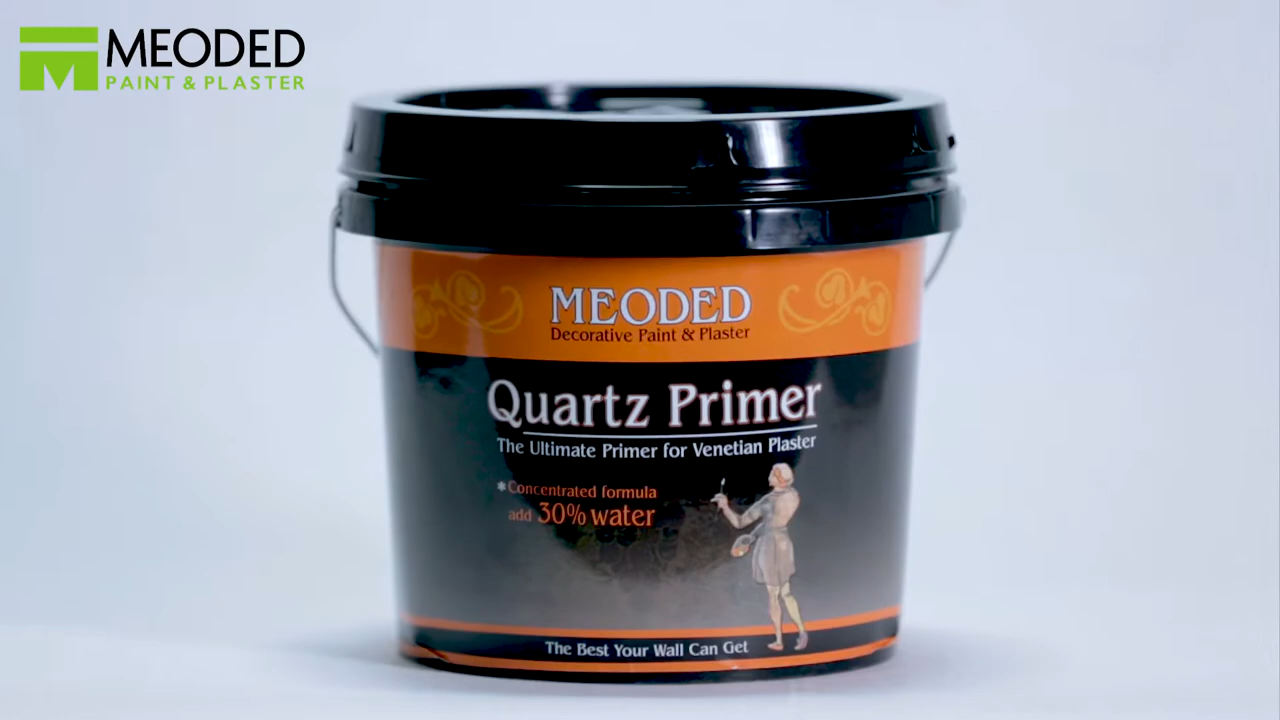 MEODED
PAINT & PLASTER
MEODED
Decorative Paint & Plaster
Quartz Primer
The Ultimate Primer for Venetian Plaster
*Concentrated formula
add 30% water
The Best Your Wall Can Get